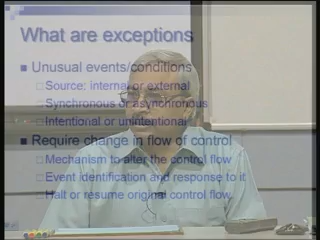 What are exceptions
Unusual events/conditions
Source: internal or external
Synchronous or asynchronous
Intentional or unintentional
Require change in flow of control
Mechanism to alter the control flow
Event identification and response to it
Halt or resume original control flow